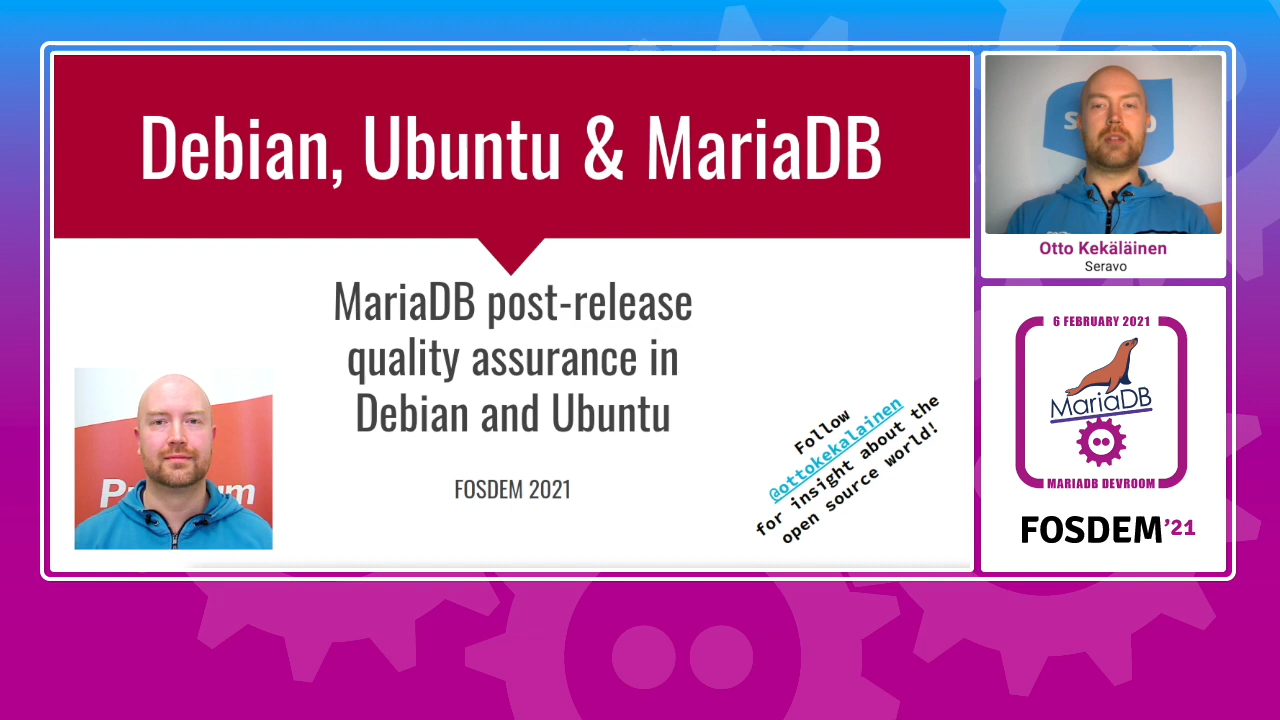 Debian, Ubuntu & MariaDB
MariaDB post-release
quality assurance in
Debian and Ubuntu
FOSDEM 2021
Follow
@ottokekalainen
for insight about the
open source world!
Otto Kekäläinen
Seravo
6 FEBRUARY 2021
MariaDB
MARIADB DEVROOM
FOSDEM'21